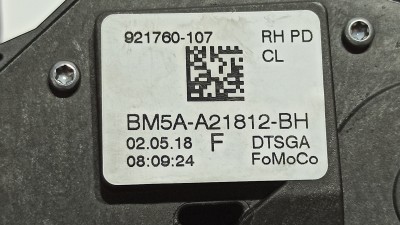 921760-107 RH PD
CL
BM5A-A21812-BH
02.05.18 F DTSGA
08:09:24 FoMoCo